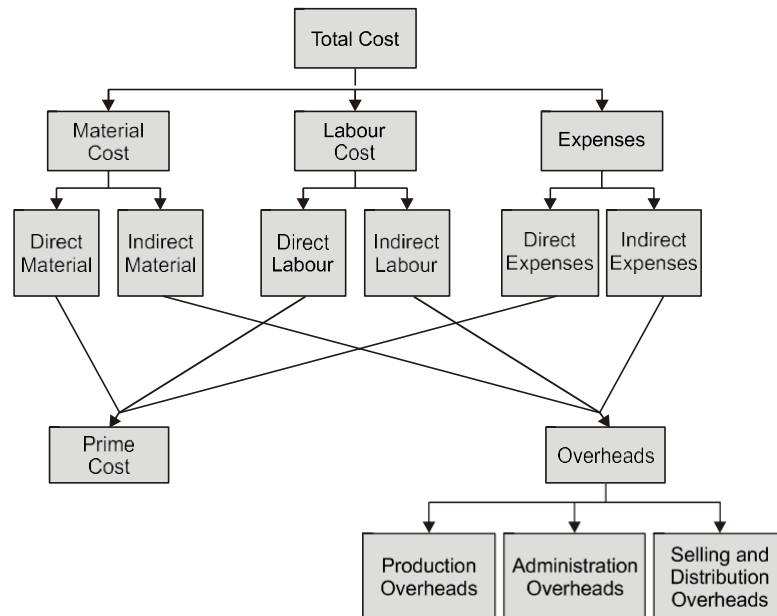 Total Cost
Material
Cost
Labour
Cost
Expenses
Direct
Material
Indirect
Material
Direct
Labour
Indirect
Labour
Direct
Expenses
Indirect
Expenses
Prime
Cost
Overheads
Production
Overheads
Administration
Overheads
Selling and
Distribution
Overheads